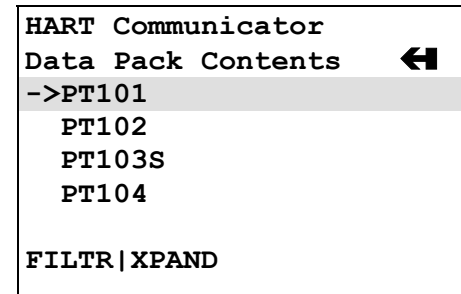 HART Communicator
Data Pack Contents
->PT101
PT102
PT103S
PT104
FILTR|XPAND